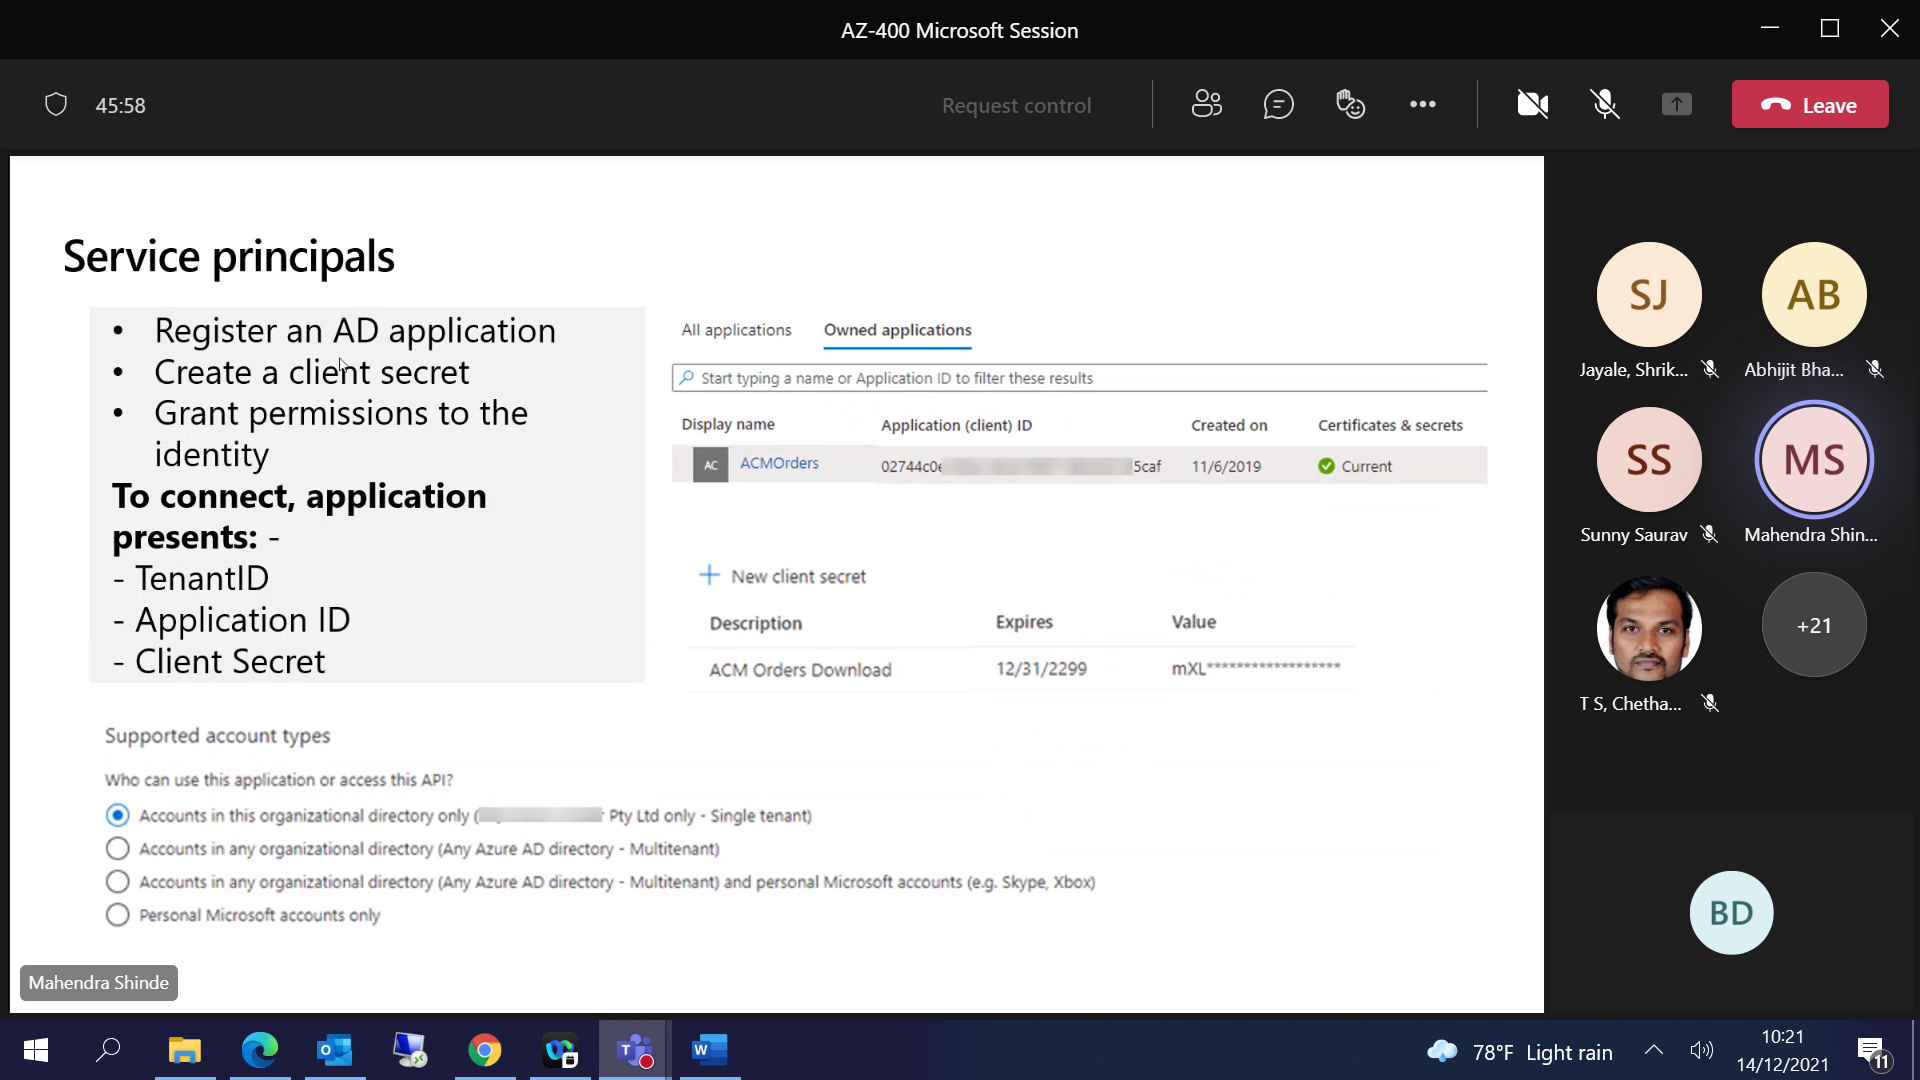 AZ-400 Microsoft Session
45:58
Request control
Leave
Service principals
• Register an AD application
• Create a client secret
• Grant permissions to the
identity
To connect, application
presents: -
- TenantID
- Application ID
- Client Secret
All applications Owned applications
Start typing a name or Application ID to filter these results
Display name Application (client) ID Created on Certificates & secrets
AC ACMOrders 02744c0e 5caf 11/6/2019 Current
New client secret
Description Expires Value
ACM Orders Download 12/31/2299 mXL******************
Supported account types
Who can use this application or access this API?
Accounts in this organizational directory only ( Pty Ltd only - Single tenant)
Accounts in any organizational directory (Any Azure AD directory - Multitenant)
Accounts in any organizational directory (Any Azure AD directory - Multitenant) and personal Microsoft accounts (e.g. Skype, Xbox)
Personal Microsoft accounts only
Mahendra Shinde
SJ AB
Jayale, Shrik... Abhijit Bha...
SS MS
Sunny Saurav Mahendra Shin...
+21
T S, Chetha...
BD
78°F Light rain
10:21
14/12/2021
11